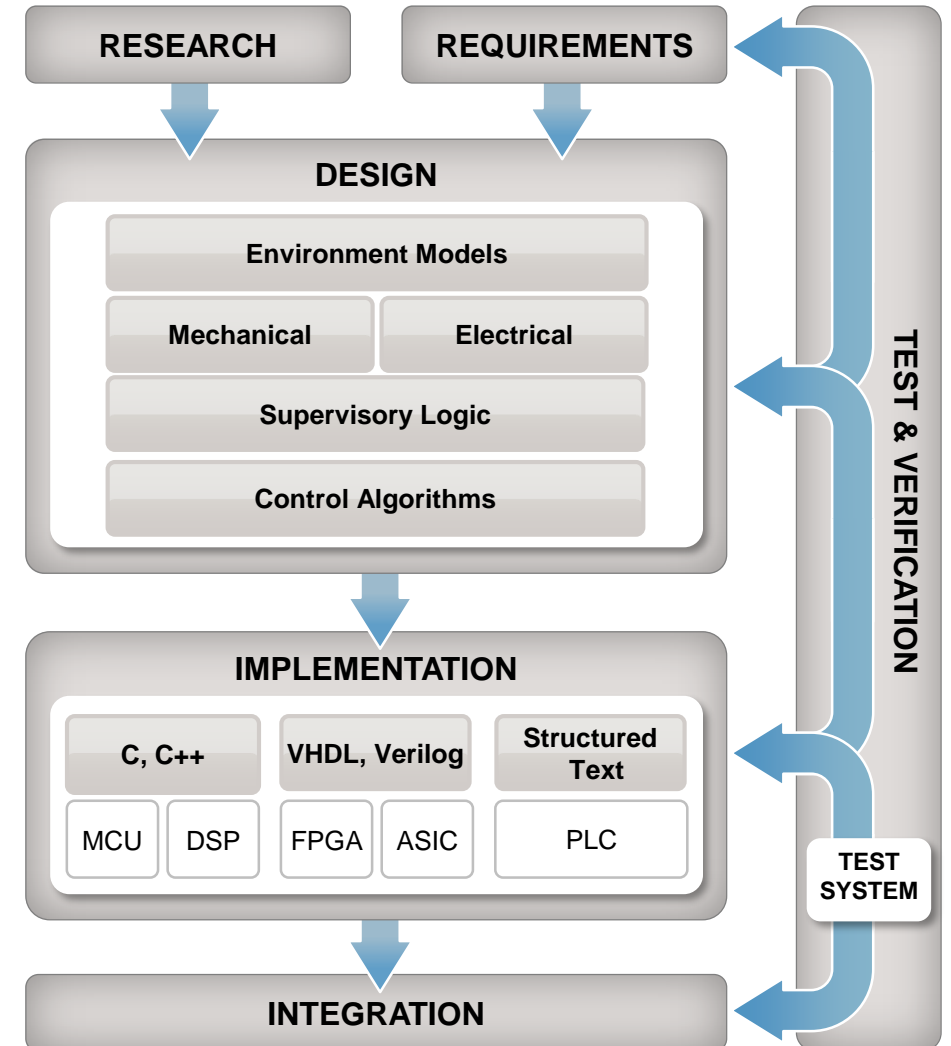 RESEARCH
REQUIREMENTS
DESIGN
Environment Models
Mechanical
Electrical
Supervisory Logic
Control Algorithms
IMPLEMENTATION
C, C++
VHDL, Verilog
Structured
Text
MCU
DSP
FPGA
ASIC
PLC
INTEGRATION
TEST & VERIFICATION
TEST
SYSTEM